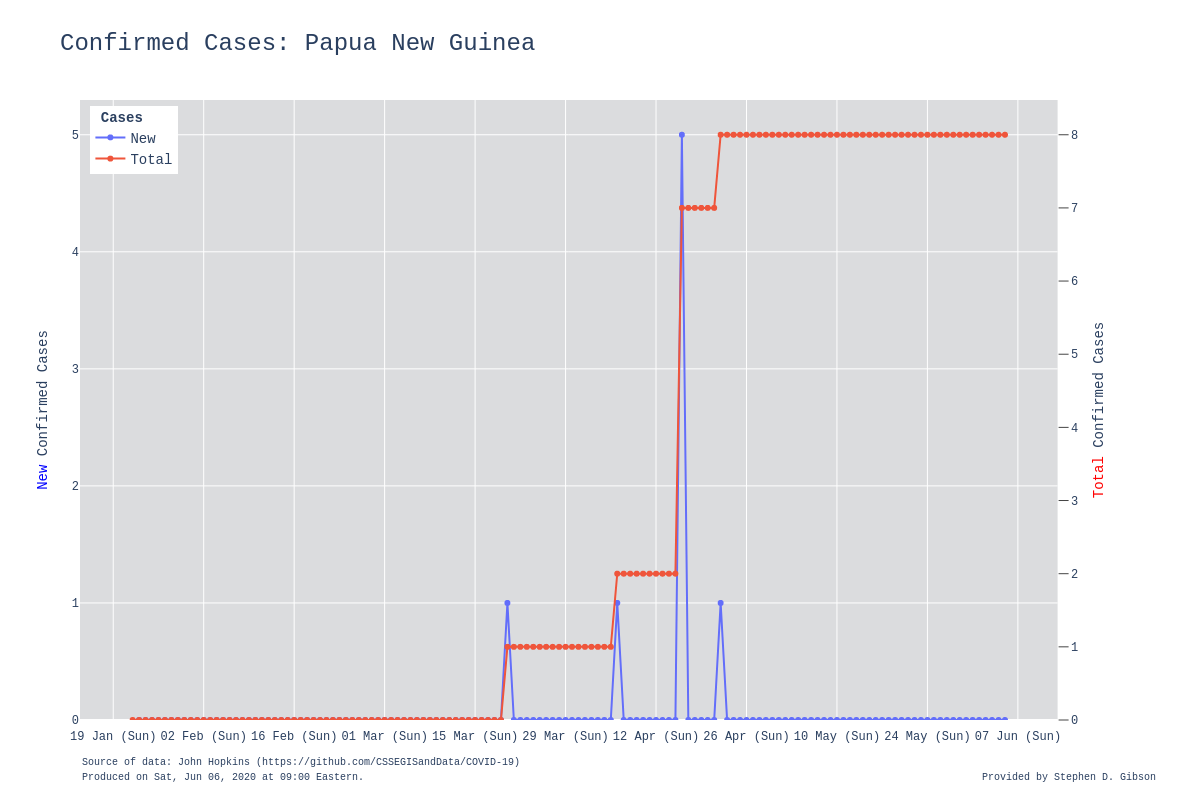 Confirmed Cases: Papua New Guinea
Cases
New
Total
5
4
3
2
1
0
New Confirmed Cases
8
7
6
5
4
3
2
1
0
Total Confirmed Cases
19 Jan (Sun) 02 Feb (Sun) 16 Feb (Sun) 01 Mar (Sun) 15 Mar (Sun) 29 Mar (Sun) 12 Apr (Sun) 26 Apr (Sun) 10 May (Sun) 24 May (Sun) 07 Jun (Sun)
Source of data: John Hopkins (https://github.com/CSSEGISandData/COVID-19)
Produced on Sat, Jun 06, 2020 at 09:00 Eastern.
Provided by Stephen D. Gibson